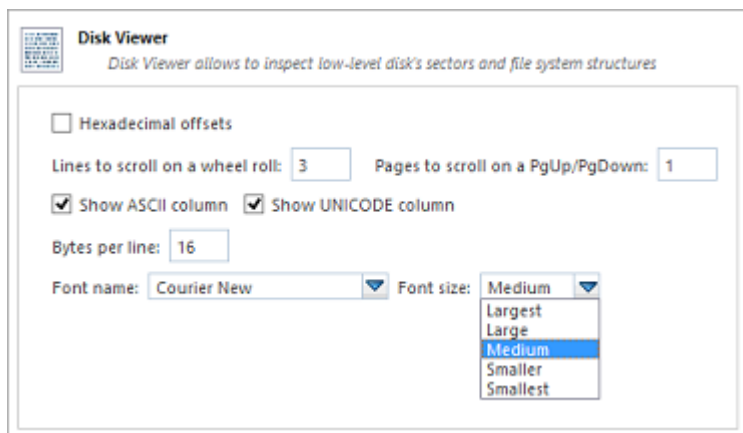 Disk Viewer
Disk Viewer allows to inspect low-level disk's sectors and file system structures
Hexadecimal offsets
Lines to scroll on a wheel roll: 3 Pages to scroll on a PgUp/PgDown: 1
Show ASCII column Show UNICODE column
Bytes per line: 16
Font name: Courier New Font size: Medium
Largest
Large
Medium
Smaller
Smallest